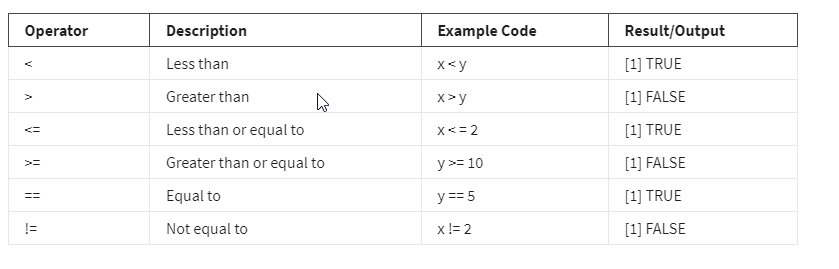 Operator Description Example Code Result/Output
< Less than x < y [1] TRUE
> Greater than x > y [1] FALSE
<= Less than or equal to x < = 2 [1] TRUE
>= Greater than or equal to y >= 10 [1] FALSE
== Equal to y == 5 [1] TRUE
!= Not equal to x != 2 [1] FALSE